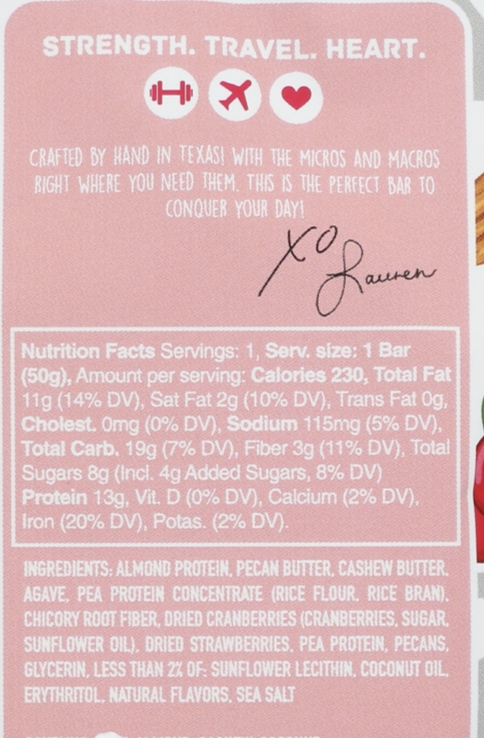 STRENGTH. TRAVEL. HEART.
CRAFTED BY HAND IN TEXAS! WITH THE MICROS AND MACROS
RIGHT WHERE YOU NEED THEM. THIS IS THE PERFECT BAR TO
CONQUER YOUR DAY!
XO
Lauren
Nutrition Facts Servings: 1, Serv. size: 1 Bar
(50g), Amount per serving: Calories 230, Total Fat
11g (14% DV), Sat Fat 2g (10% DV), Trans Fat 0g,
Cholest. 0mg (0% DV), Sodium 115mg (5% DV),
Total Carb. 19g (7% DV), Fiber 3g (11% DV), Total
Sugars 8g (Incl. 4g Added Sugars, 8% DV)
Protein 13g, Vit. D (0% DV), Calcium (2% DV),
Iron (20% DV), Potas. (2% DV).
INGREDIENTS: ALMOND PROTEIN, PECAN BUTTER, CASHEW BUTTER,
AGAVE, PEA PROTEIN CONCENTRATE (RICE FLOUR, RICE BRAN),
CHICORY ROOT FIBER, DRIED CRANBERRIES (CRANBERRIES, SUGAR,
SUNFLOWER OIL), DRIED STRAWBERRIES, PEA PROTEIN, PECANS,
GLYCERIN, LESS THAN 2% OF: SUNFLOWER LECITHIN, COCONUT OIL,
ERYTHRITOL, NATURAL FLAVORS, SEA SALT